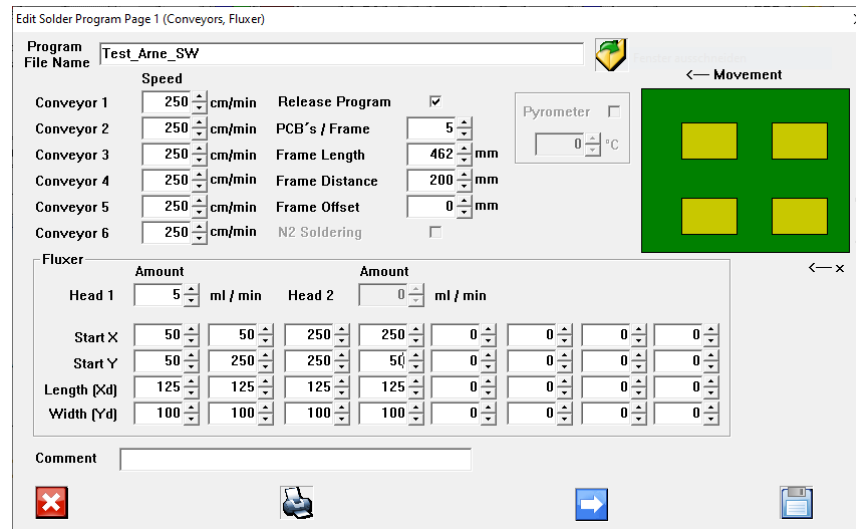 Edit Solder Program Page 1 (Conveyors, Fluxer)
Program File Name Test_Arne_SW
<— Movement
Speed
Conveyor 1 250 cm/min Release Program
Conveyor 2 250 cm/min PCB´s / Frame 5
Conveyor 3 250 cm/min Frame Length 462 mm
Conveyor 4 250 cm/min Frame Distance 200 mm
Conveyor 5 250 cm/min Frame Offset 0 mm
Conveyor 6 250 cm/min N2 Soldering
Pyrometer
0 °C
<— x
Fluxer
Amount Amount
Head 1 5 ml / min Head 2 0 ml / min
Start X 50 50 250 250 0 0 0 0
Start Y 50 250 250 50 0 0 0 0
Length (Xd) 125 125 125 125 0 0 0 0
Width (Yd) 100 100 100 100 0 0 0 0
Comment